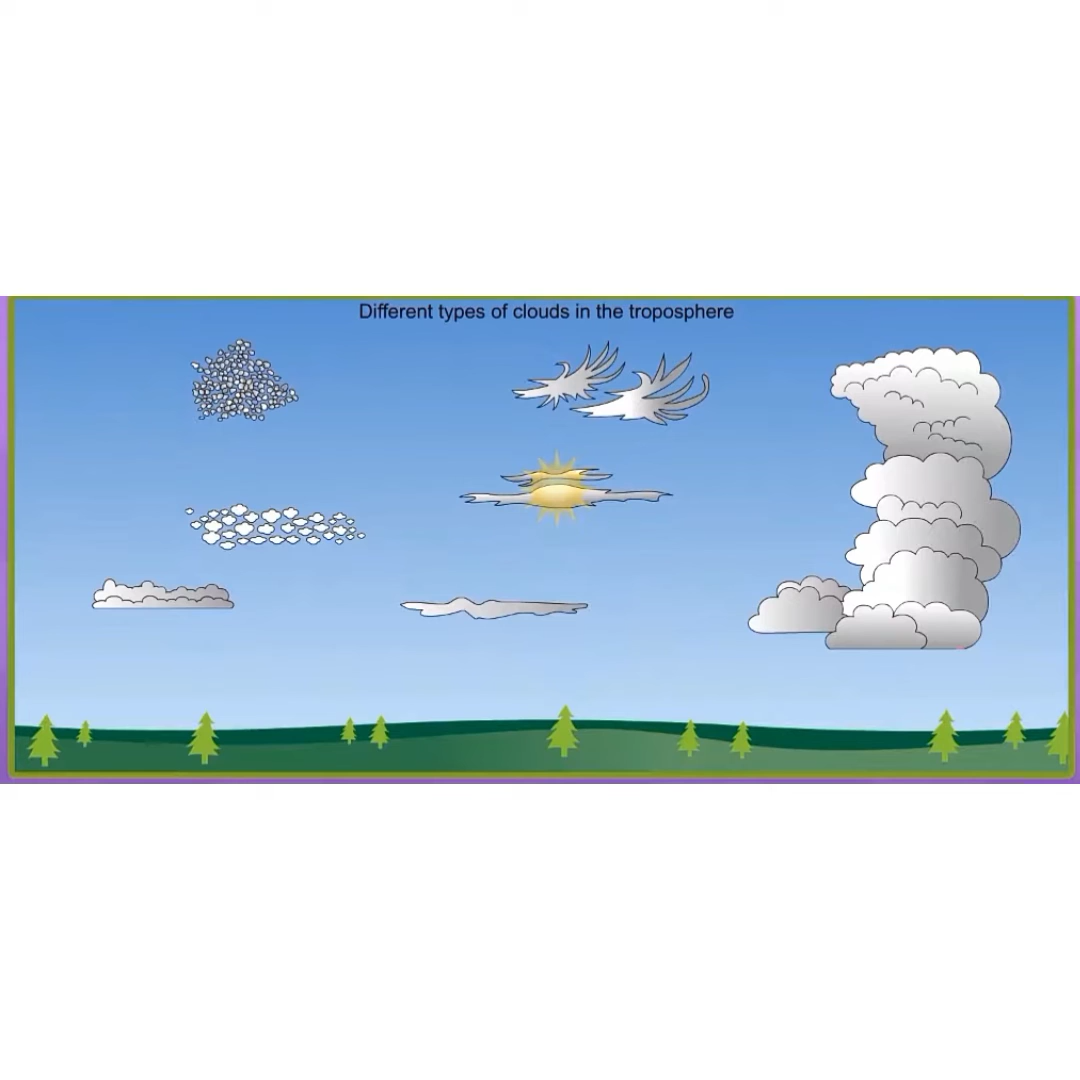 Different types of clouds in the troposphere